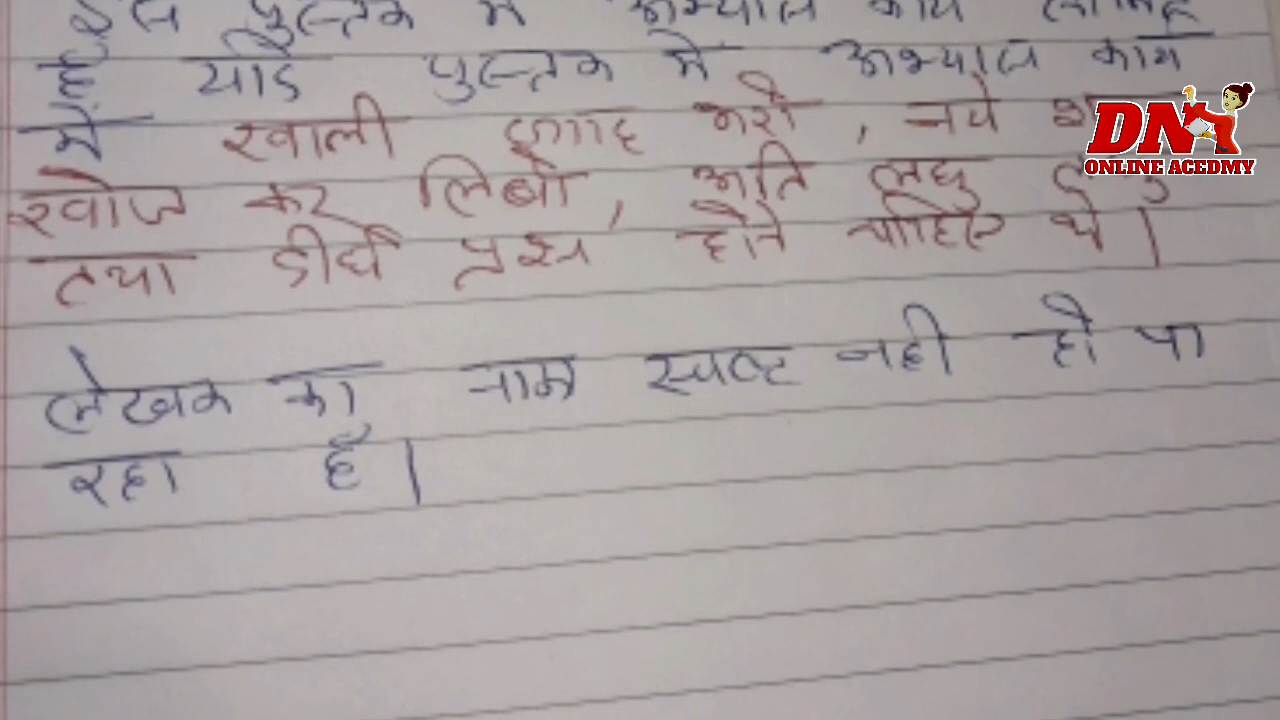 पुस्तक में अभ्यास कार्य
है यदि पुस्तक में अभ्यास कार्य
में खाली जगह भरो, नये
खोज कर लिखो, अति लघु
तथा दीर्घ प्रश्न होने चाहिए थे।
लेखक का नाम स्पष्ट नही हो पा
रहा है।
DN
ONLINE ACEDMY